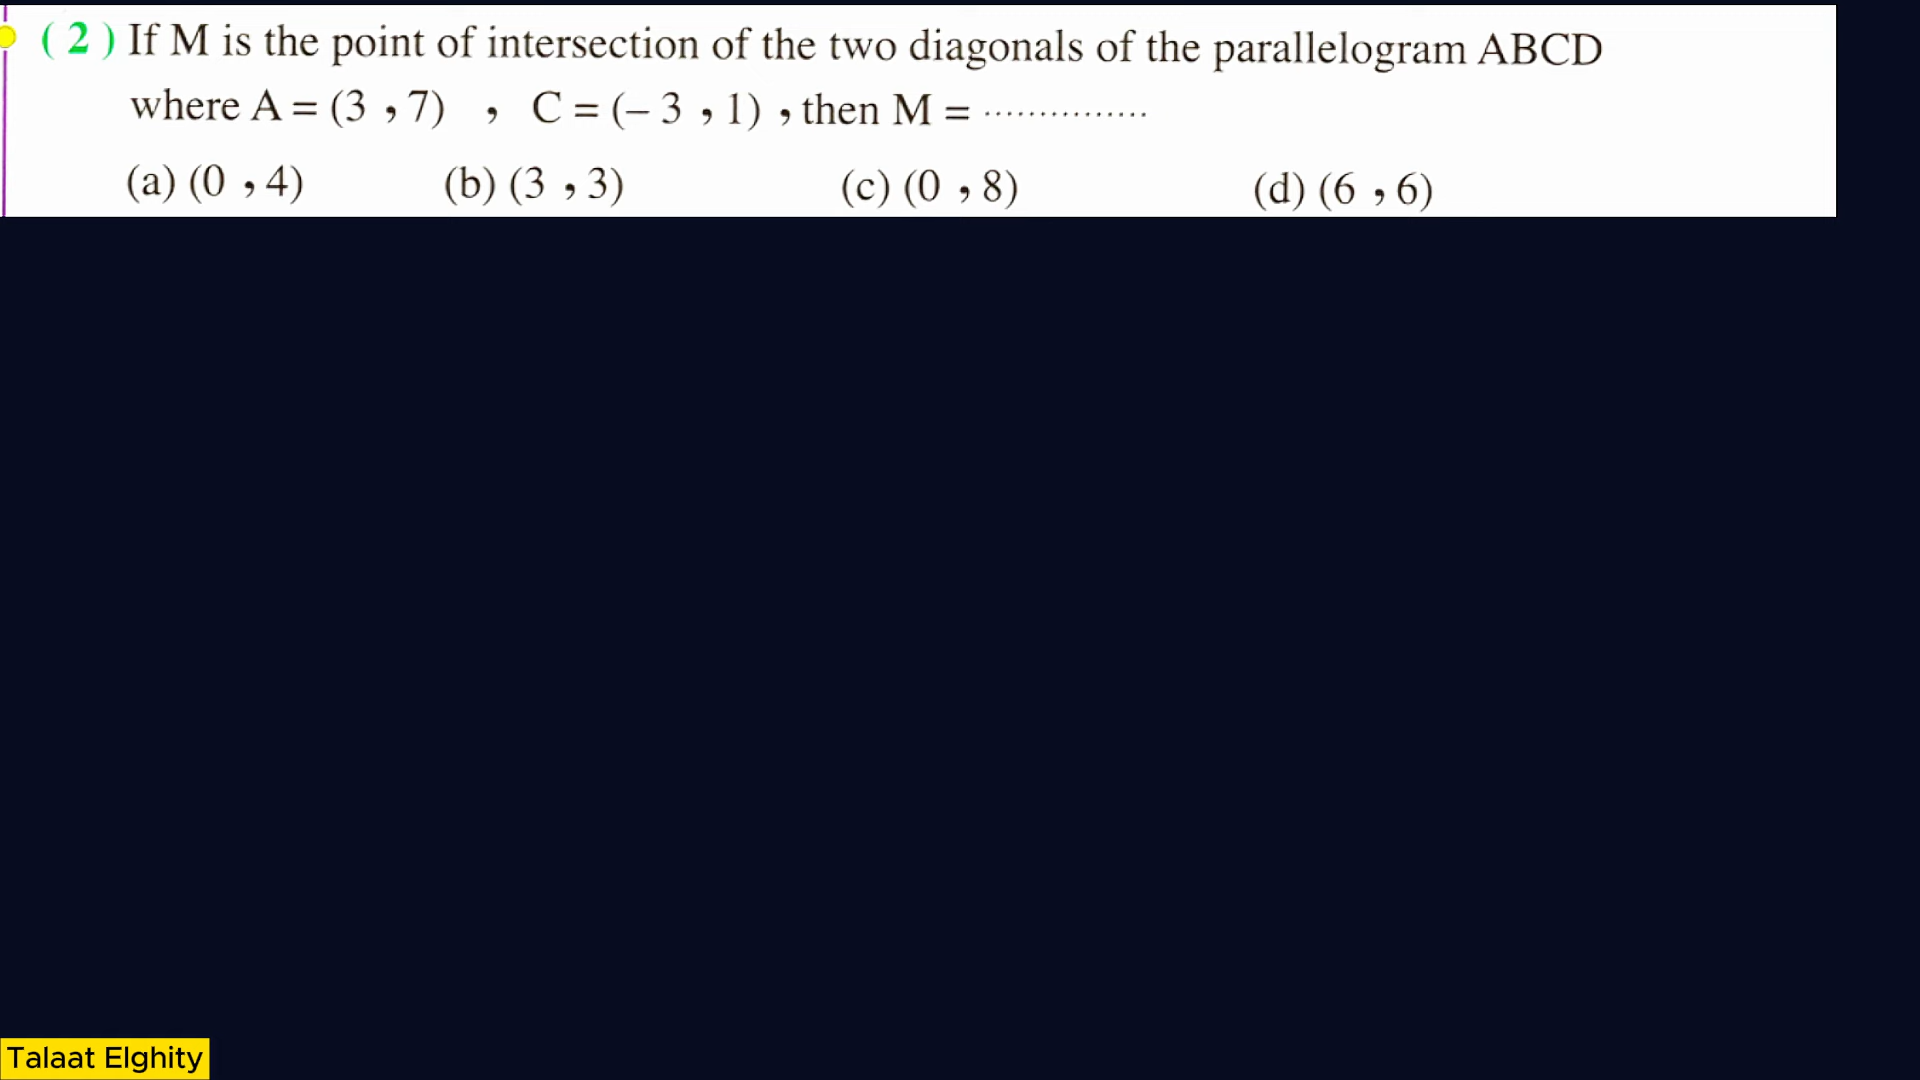 ( 2 ) If M is the point of intersection of the two diagonals of the parallelogram ABCD
where A = (3 , 7) , C = (– 3 , 1) , then M = ...............
(a) (0 , 4) (b) (3 , 3) (c) (0 , 8) (d) (6 , 6)
Talaat Elghity